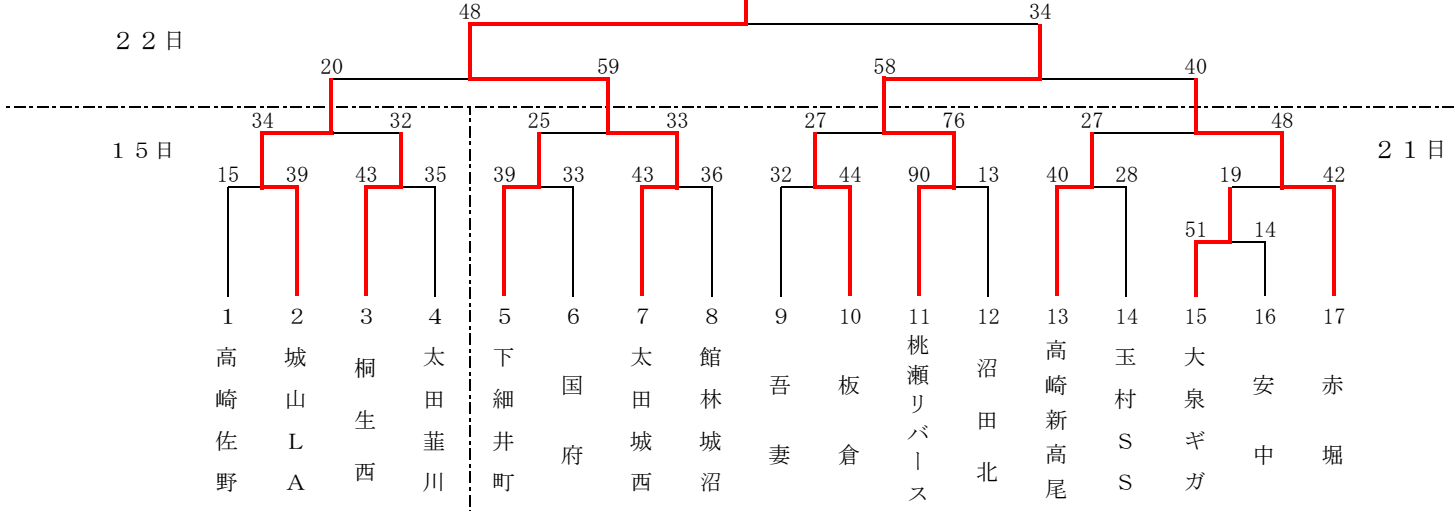 48 34
２２日
20 59 58 40
34 32 25 33 27 76 27 48
１５日 ２１日
15 39 43 35 39 33 43 36 32 44 90 13 40 28 19 42
51 14
１ ２ ３ ４ ５ ６ ７ ８ ９ 10 11 12 13 14 15 16 17
高崎佐野
城山ＬＡ
桐生西
太田韮川
下細井町
国府
太田城西
館林城沼
吾妻
板倉
桃瀬リバース
沼田北
高崎新高尾
玉村ＳＳ
大泉ギガ
安中
赤堀